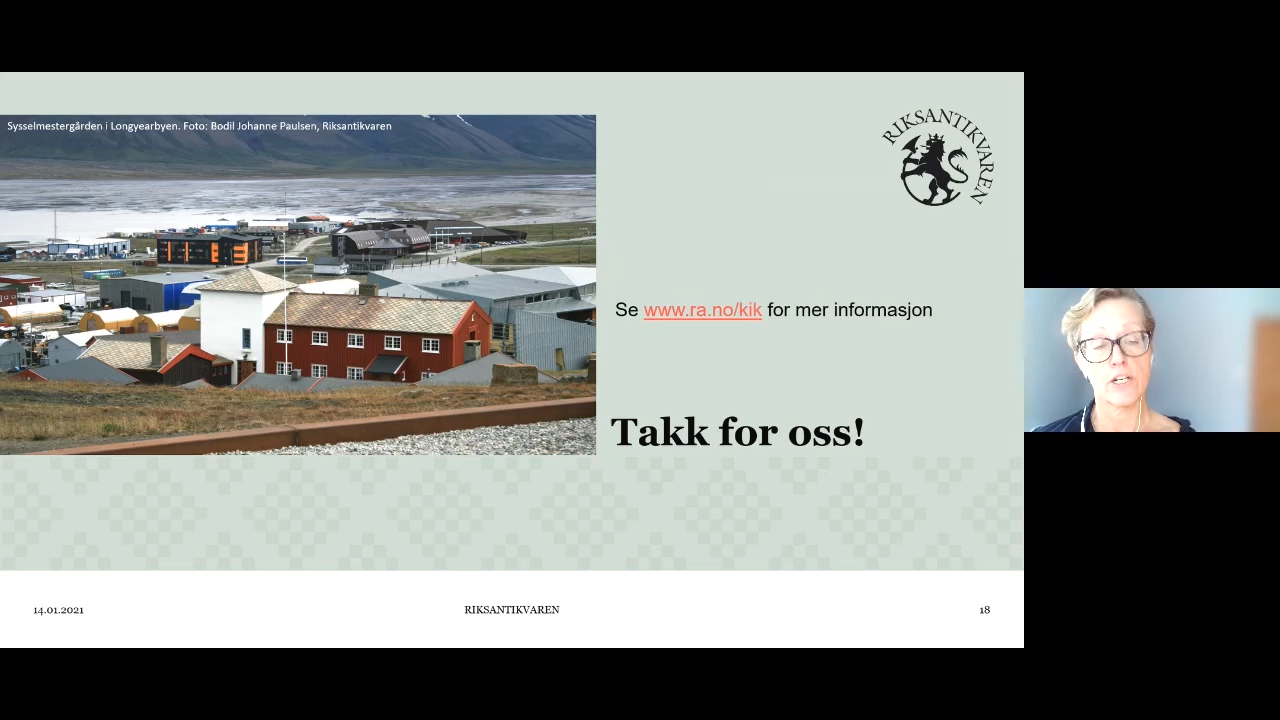 Sysselmestergården i Longyearbyen. Foto: Bodil Johanne Paulsen, Riksantikvaren
RIKSANTIKVAREN
Se www.ra.no/kik for mer informasjon
Takk for oss!
14.01.2021
RIKSANTIKVAREN
18